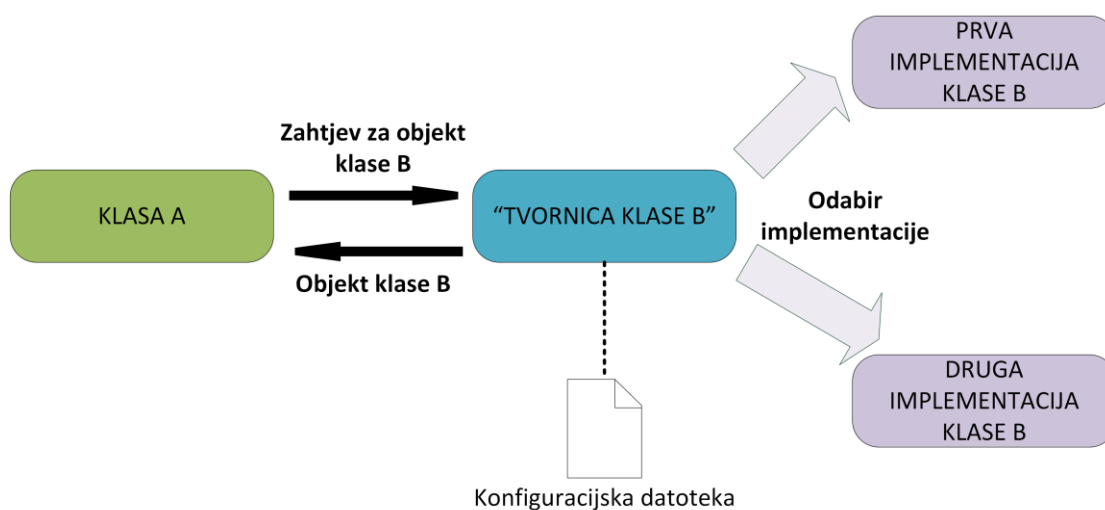 PRVA
IMPLEMENTACIJA
KLASE B
Zahtjev za objekt
klase B
KLASA A
“TVORNICA KLASE B”
Odabir
implementacije
Objekt klase B
DRUGA
IMPLEMENTACIJA
KLASE B
Konfiguracijska datoteka